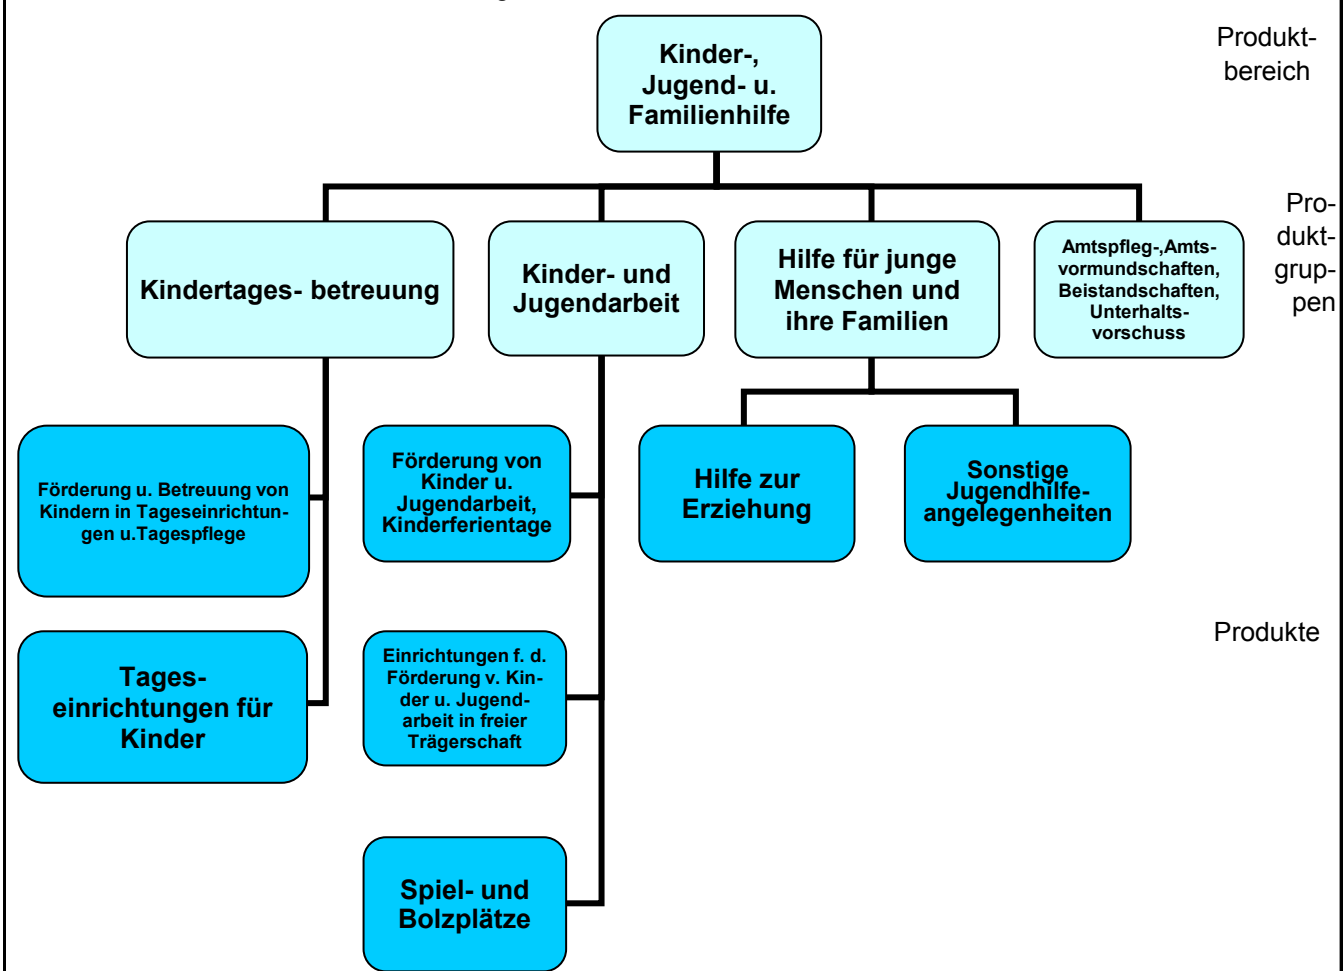 Kinder-,
Jugend- u.
Familienhilfe
Produkt-
bereich
Kindertages- betreuung
Kinder- und
Jugendarbeit
Hilfe für junge
Menschen und
ihre Familien
Amtspfleg-,Amts-
vormundschaften,
Beistandschaften,
Unterhalts-
vorschuss
Pro-
dukt-
grup-
pen
Förderung u. Betreuung von
Kindern in Tageseinrichtun-
gen u.Tagespflege
Förderung von
Kinder u.
Jugendarbeit,
Kinderferientage
Hilfe zur
Erziehung
Sonstige
Jugendhilfe-
angelegenheiten
Tages-
einrichtungen für
Kinder
Einrichtungen f. d.
Förderung v. Kin-
der u. Jugend-
arbeit in freier
Trägerschaft
Produkte
Spiel- und
Bolzplätze